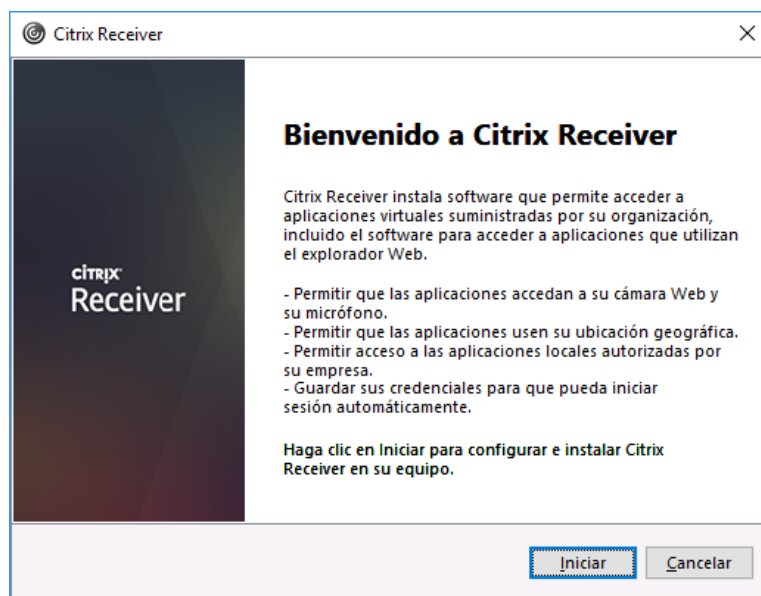 Citrix Receiver
Bienvenido a Citrix Receiver
Citrix Receiver instala software que permite acceder a
aplicaciones virtuales suministradas por su organización,
incluido el software para acceder a aplicaciones que utilizan
el explorador Web.
- Permitir que las aplicaciones accedan a su cámara Web y
su micrófono.
- Permitir que las aplicaciones usen su ubicación geográfica.
- Permitir acceso a las aplicaciones locales autorizadas por
su empresa.
- Guardar sus credenciales para que pueda iniciar
sesión automáticamente.
Haga clic en Iniciar para configurar e instalar Citrix
Receiver en su equipo.
CITRIX
Receiver
Iniciar
Cancelar